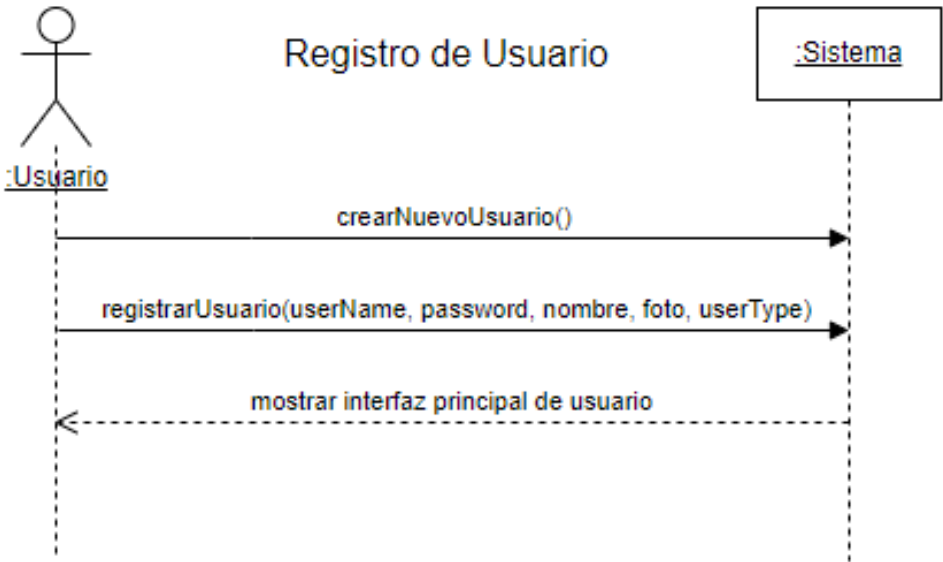 Registro de Usuario
:Sistema
:Usuario
crearNuevoUsuario()
registrarUsuario(userName, password, nombre, foto, userType)
mostrar interfaz principal de usuario